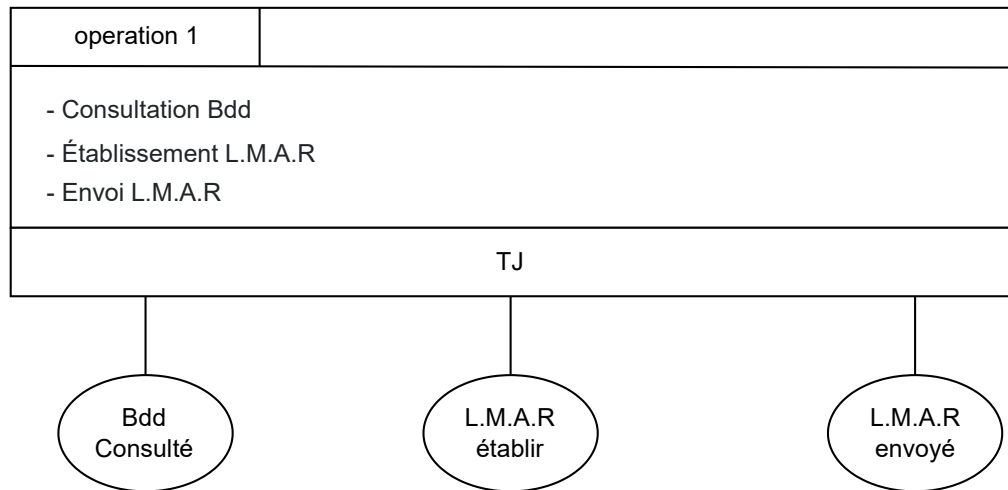 operation 1
- Consultation Bdd
- Établissement L.M.A.R
- Envoi L.M.A.R
TJ
Bdd
Consulté
L.M.A.R
établir
L.M.A.R
envoyé